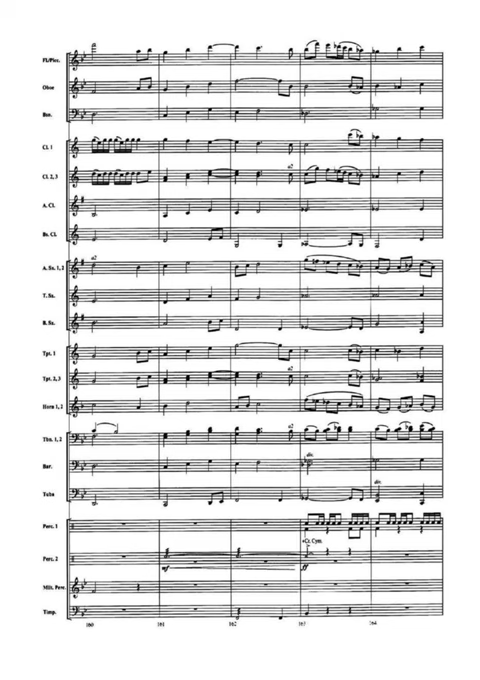 Fl./Picc.
Oboe
Bsn.
Cl. 1
Cl. 2, 3
a2
A. Cl.
Bs. Cl.
A. Sx. 1, 2
a2
T. Sx.
B. Sx.
Tpt. 1
Tpt. 2, 3
Horn 1, 2
Tbn. 1, 2
a2
div.
Bar.
div.
Tuba
Perc. 1
+Cr. Cym.
Perc. 2
mf
f
Mlt. Perc.
Timp.
160 161 162 163 164